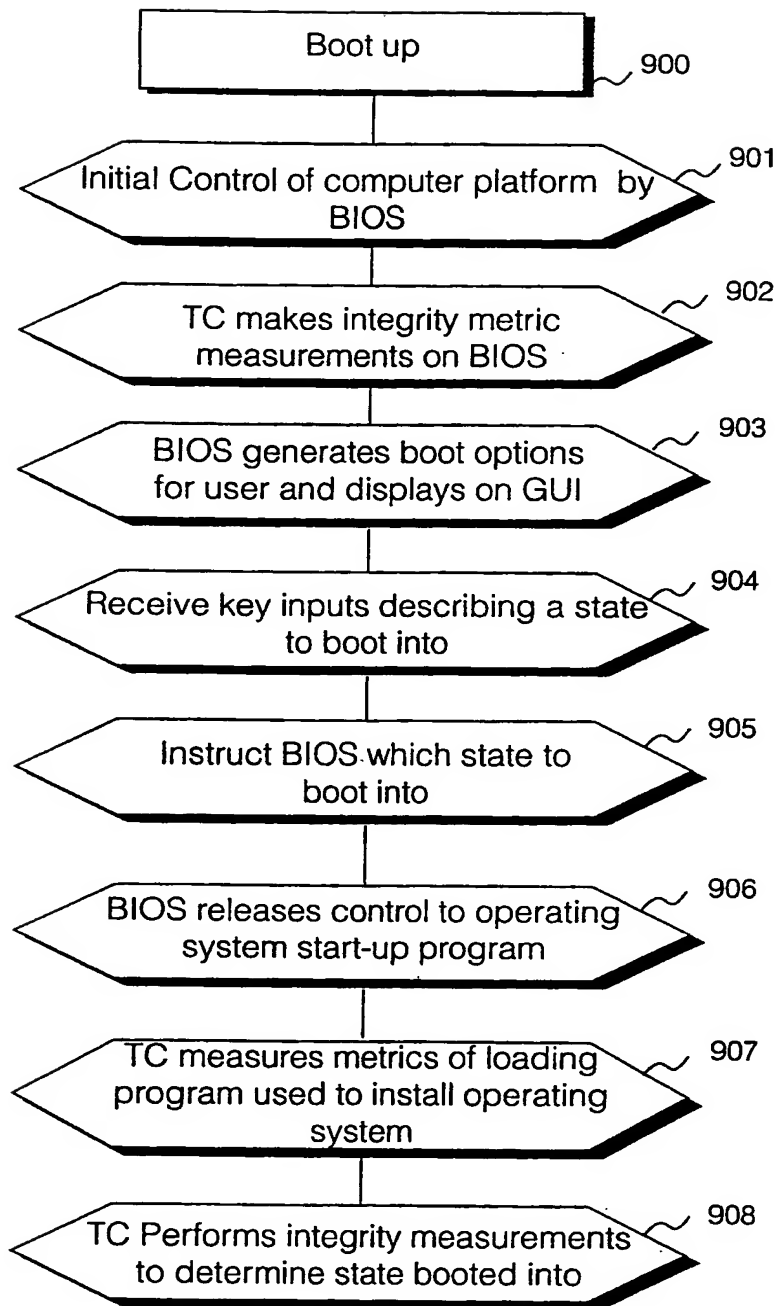 Boot up
900
Initial Control of computer platform by
BIOS
901
TC makes integrity metric
measurements on BIOS
902
BIOS generates boot options
for user and displays on GUI
903
Receive key inputs describing a state
to boot into
904
Instruct BIOS which state to
boot into
905
BIOS releases control to operating
system start-up program
906
TC measures metrics of loading
program used to install operating
system
907
TC Performs integrity measurements
to determine state booted into
908